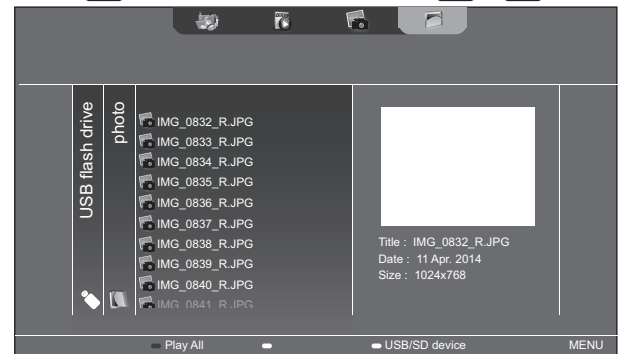 USB flash drive
photo
IMG_0832_R.JPG
IMG_0833_R.JPG
IMG_0834_R.JPG
IMG_0835_R.JPG
IMG_0836_R.JPG
IMG_0837_R.JPG
IMG_0838_R.JPG
IMG_0839_R.JPG
IMG_0840_R.JPG
IMG_0841_R.JPG
Title : IMG_0832_R.JPG
Date : 11 Apr. 2014
Size : 1024x768
Play All
USB/SD device
MENU